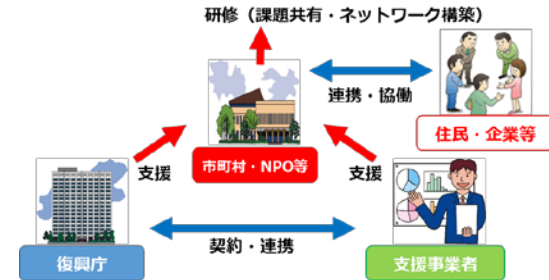 研修（課題共有・ネットワーク構築）
連携・協働
住民・企業等
市町村・NPO等
支援
支援
契約・連携
復興庁
支援事業者